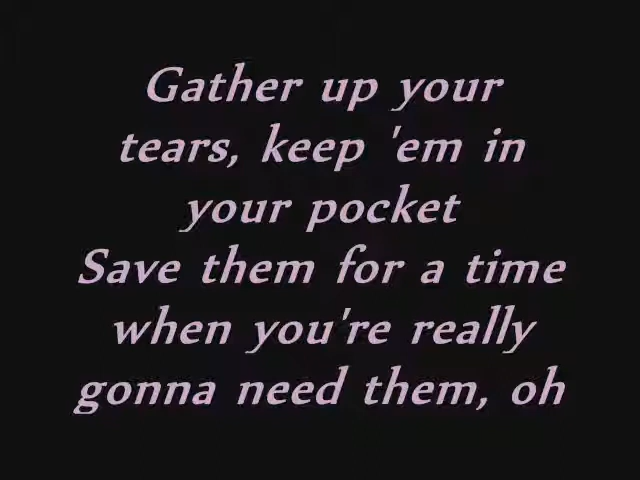 Gather up your
tears, keep 'em in
your pocket
Save them for a time
when you're really
gonna need them, oh